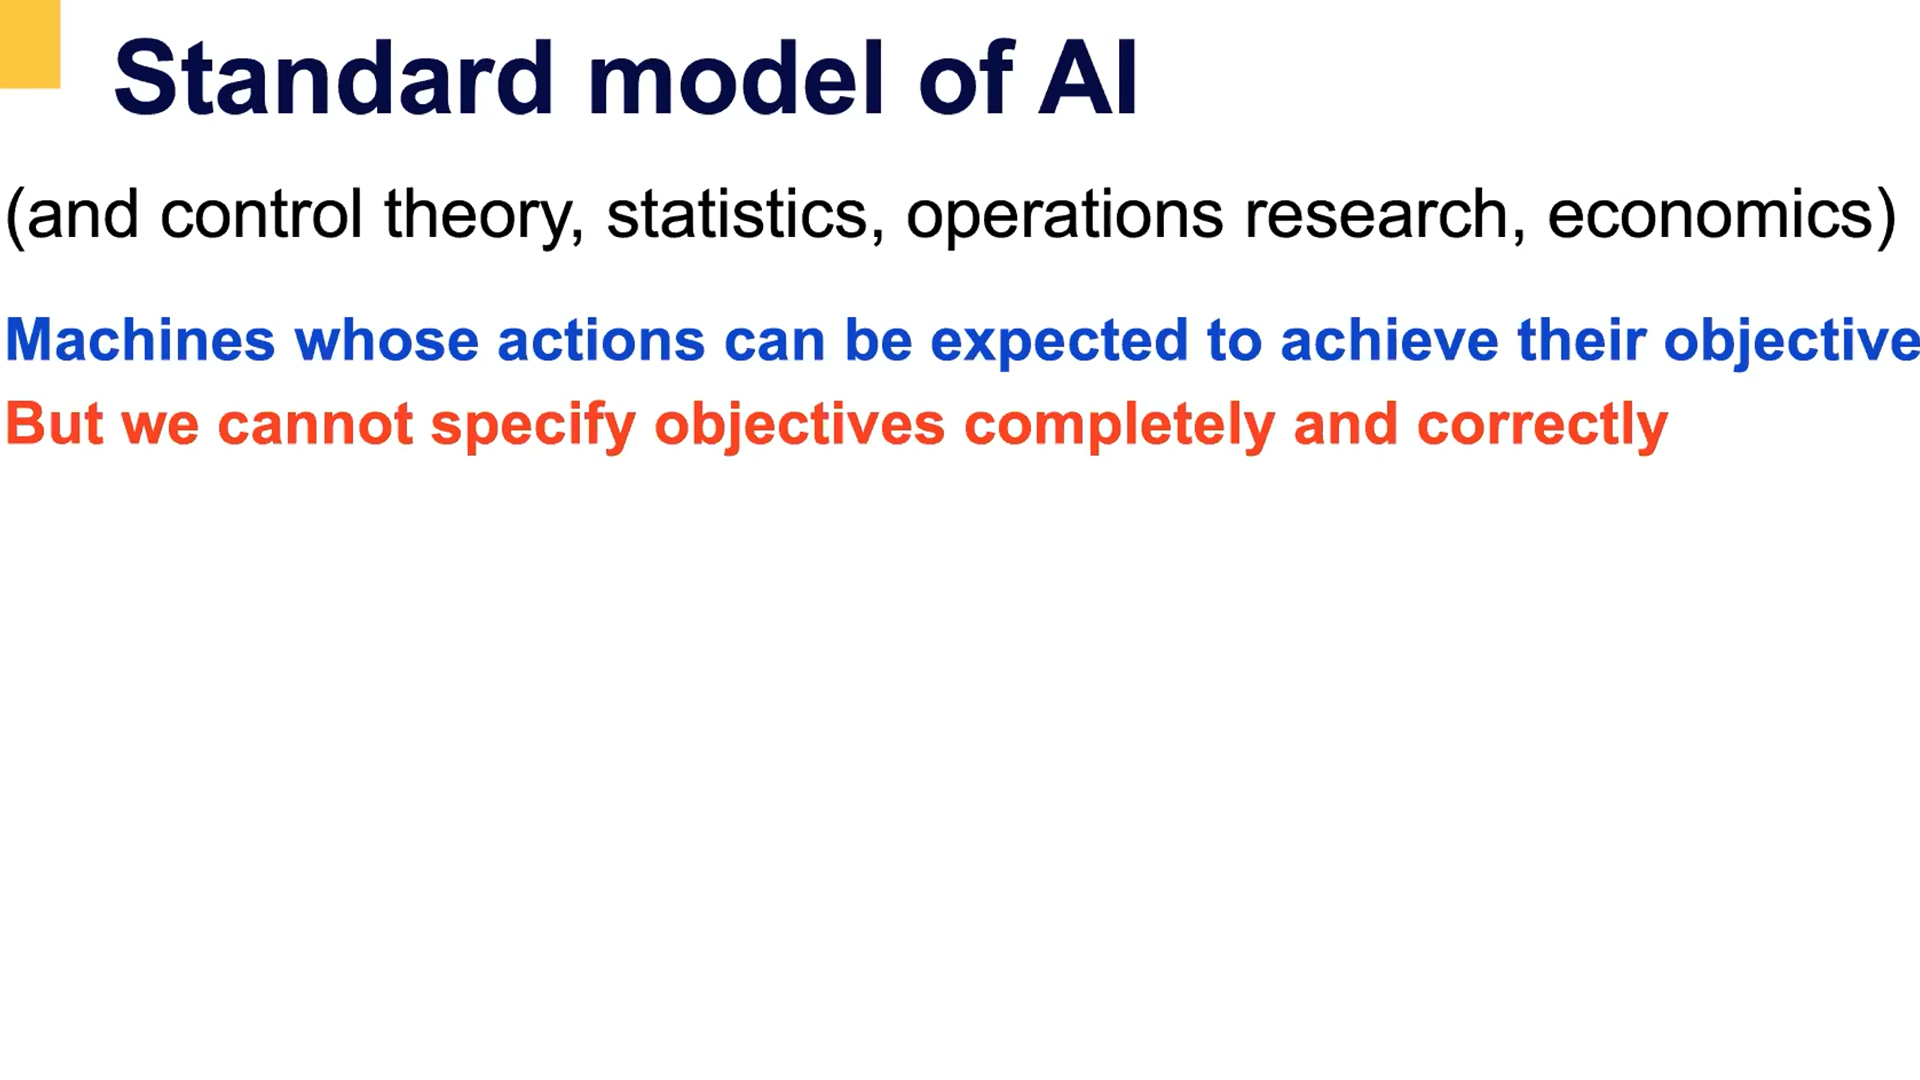 Standard model of AI
(and control theory, statistics, operations research, economics)
Machines whose actions can be expected to achieve their objective
But we cannot specify objectives completely and correctly